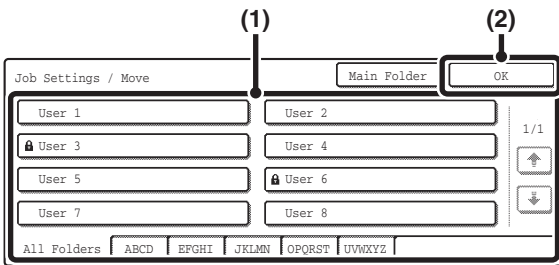 (1) (2)
Job Settings / Move Main Folder OK
User 1 User 2
1/1
User 3 User 4
User 5 User 6
User 7 User 8
All Folders ABCD EFGHI JKLMN OPQRST UVWXYZ